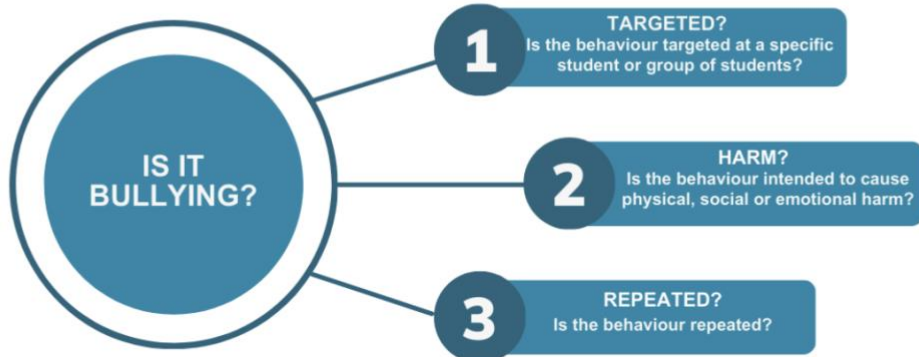 IS IT
BULLYING?
1
TARGETED?
Is the behaviour targeted at a specific
student or group of students?
2
HARM?
Is the behaviour intended to cause
physical, social or emotional harm?
3
REPEATED?
Is the behaviour repeated?